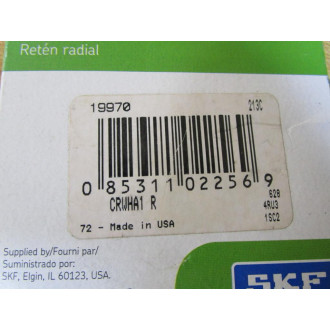 Retén radial
19970 213C
0 85311 02256 9
CRWHA1 R
628
4RU3
1SC2
72 - Made in USA
Supplied by/Fourni par/
Suministrado por:
SKF, Elgin, IL 60123, USA.
SKF